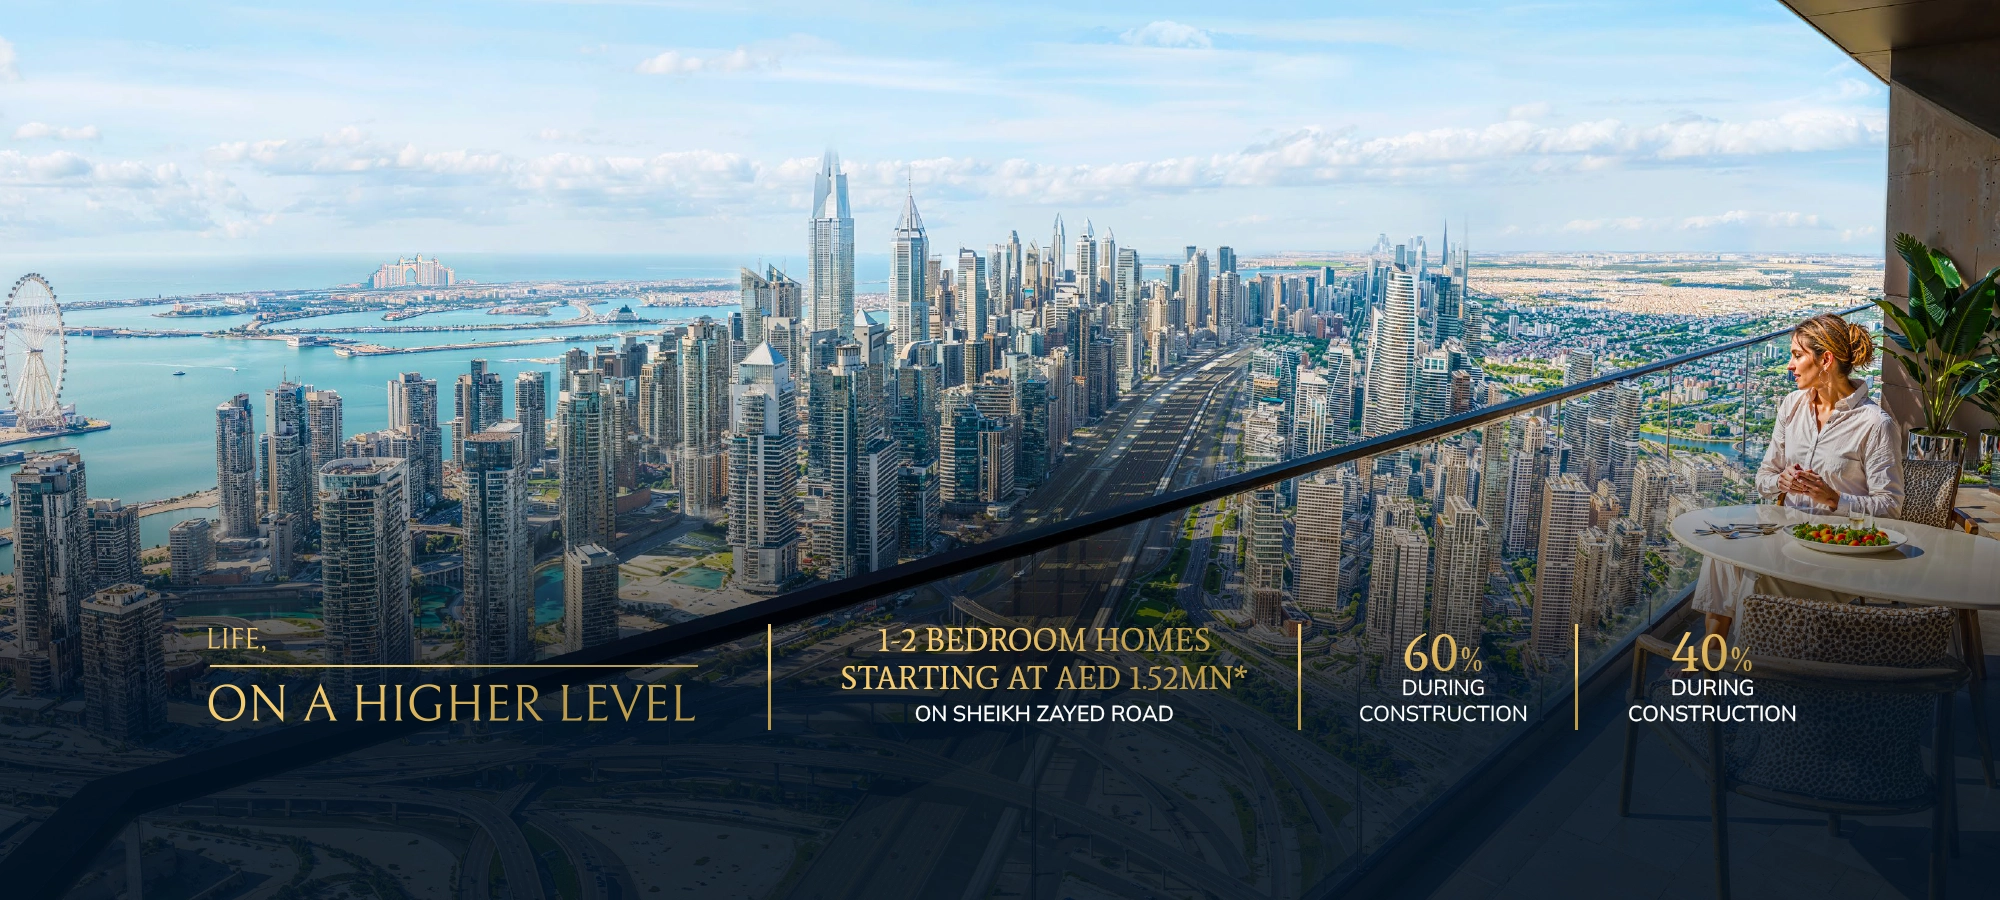 LIFE,
ON A HIGHER LEVEL
1-2 BEDROOM HOMES
STARTING AT AED 1.52MN*
ON SHEIKH ZAYED ROAD
60%
DURING
CONSTRUCTION
40%
DURING
CONSTRUCTION